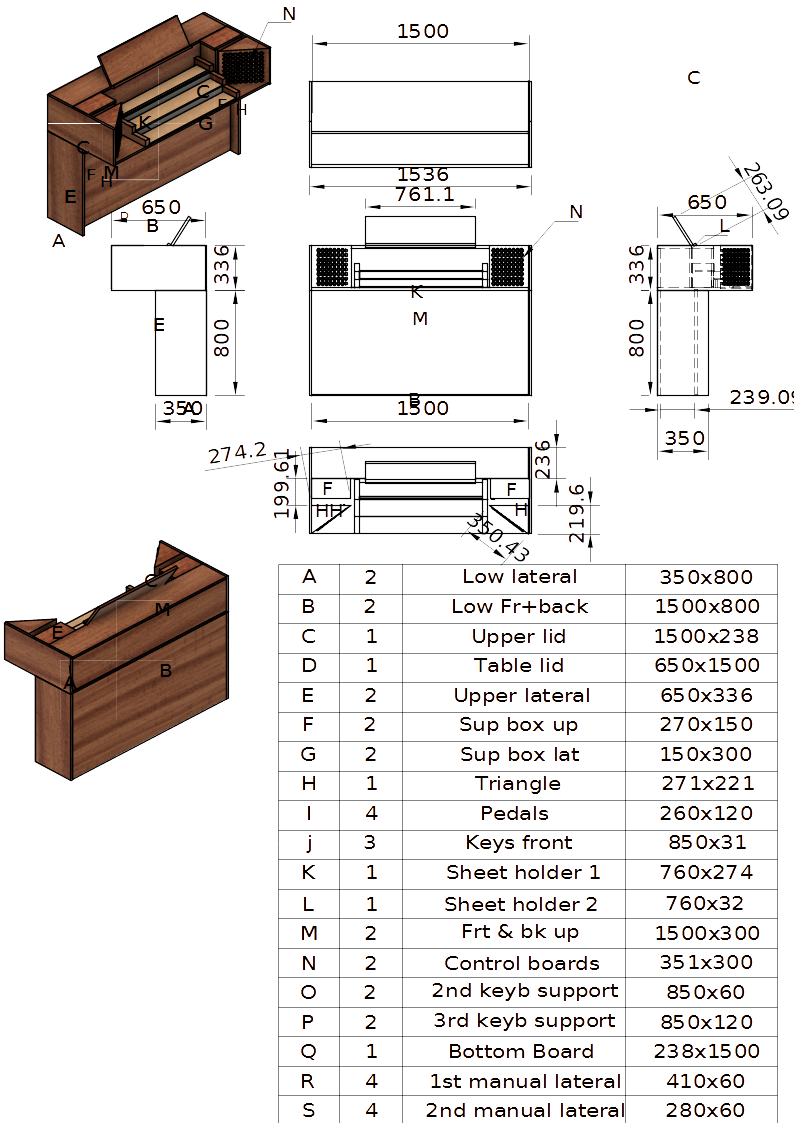 N
C
F
H
K
G
C
F
H
M
E
A
1500
1536
C
650
D
B
336
E
800
350
A
761.1
N
K
M
B
1500
263.09
650
L
336
800
239.09
350
274.2
199.61
236
F
F
HH
H
219.6
350.43
C
M
E
B
A
A 2 Low lateral 350x800
B 2 Low Fr+back 1500x800
C 1 Upper lid 1500x238
D 1 Table lid 650x1500
E 2 Upper lateral 650x336
F 2 Sup box up 270x150
G 2 Sup box lat 150x300
H 1 Triangle 271x221
I 4 Pedals 260x120
j 3 Keys front 850x31
K 1 Sheet holder 1 760x274
L 1 Sheet holder 2 760x32
M 2 Frt & bk up 1500x300
N 2 Control boards 351x300
O 2 2nd keyb support 850x60
P 2 3rd keyb support 850x120
Q 1 Bottom Board 238x1500
R 4 1st manual lateral 410x60
S 4 2nd manual lateral 280x60